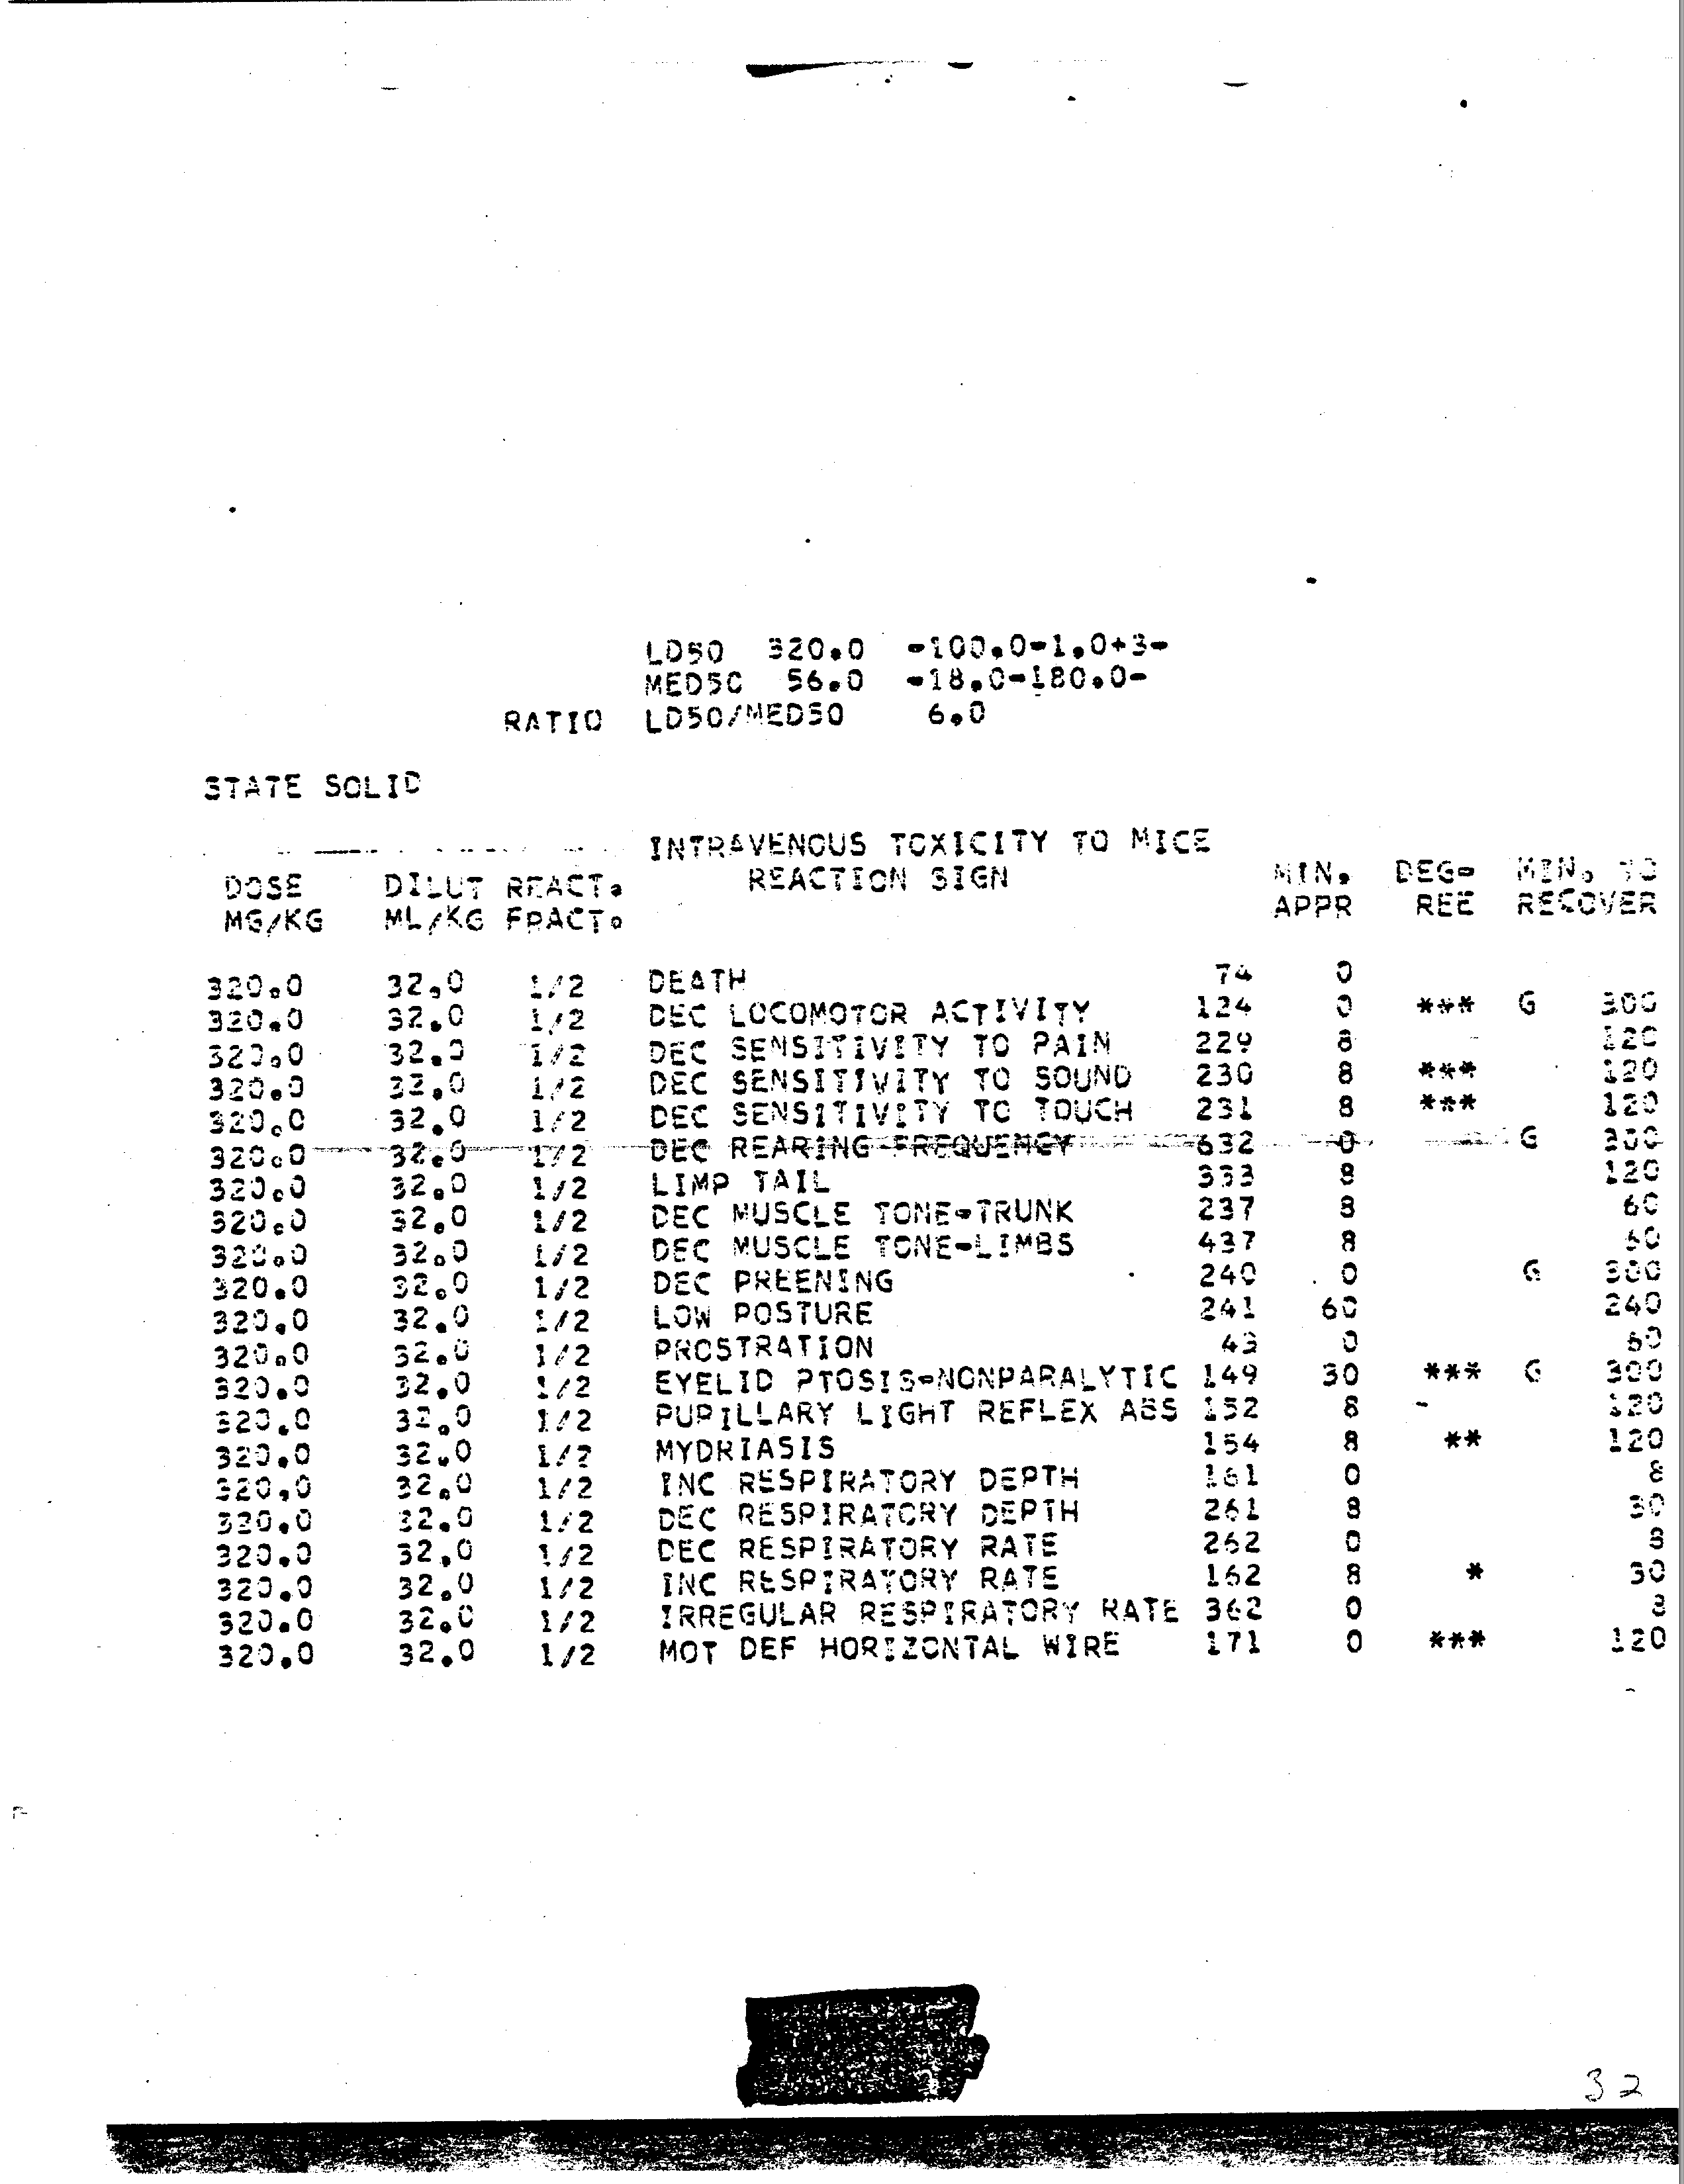 LD50 320.0 -100.0-1.0+3-
MED50 56.0 -18.0-180.0-
RATIO LD50/MED50 6.0
STATE SOLID
INTRAVENOUS TOXICITY TO MICE
DOSE DILUT REACT. REACTION SIGN MIN. DEG- MIN. TO
MG/KG ML/KG FRACT. APPR REE RECOVER
320.0 32.0 1/2 DEATH 74 0
320.0 32.0 1/2 DEC LOCOMOTOR ACTIVITY 124 0 *** G 300
320.0 32.0 1/2 DEC SENSITIVITY TO PAIN 229 8 120
320.0 32.0 1/2 DEC SENSITIVITY TO SOUND 230 8 *** 120
320.0 32.0 1/2 DEC SENSITIVITY TO TOUCH 231 8 *** 120
320.0 32.0 1/2 DEC REARING FREQUENCY 632 0 G 300
320.0 32.0 1/2 LIMP TAIL 333 8 120
320.0 32.0 1/2 DEC MUSCLE TONE-TRUNK 237 8 60
320.0 32.0 1/2 DEC MUSCLE TONE-LIMBS 437 8 60
320.0 32.0 1/2 DEC PREENING 240 0 G 300
320.0 32.0 1/2 LOW POSTURE 241 60 240
320.0 32.0 1/2 PROSTRATION 43 0 60
320.0 32.0 1/2 EYELID PTOSIS-NONPARALYTIC 149 30 *** G 300
320.0 32.0 1/2 PUPILLARY LIGHT REFLEX ABS 152 8 120
320.0 32.0 1/2 MYDRIASIS 154 8 ** 120
320.0 32.0 1/2 INC RESPIRATORY DEPTH 161 0 8
320.0 32.0 1/2 DEC RESPIRATORY DEPTH 261 8 30
320.0 32.0 1/2 DEC RESPIRATORY RATE 262 0 8
320.0 32.0 1/2 INC RESPIRATORY RATE 162 8 * 30
320.0 32.0 1/2 IRREGULAR RESPIRATORY RATE 362 0 8
320.0 32.0 1/2 MOT DEF HORIZONTAL WIRE 171 0 *** 120
32